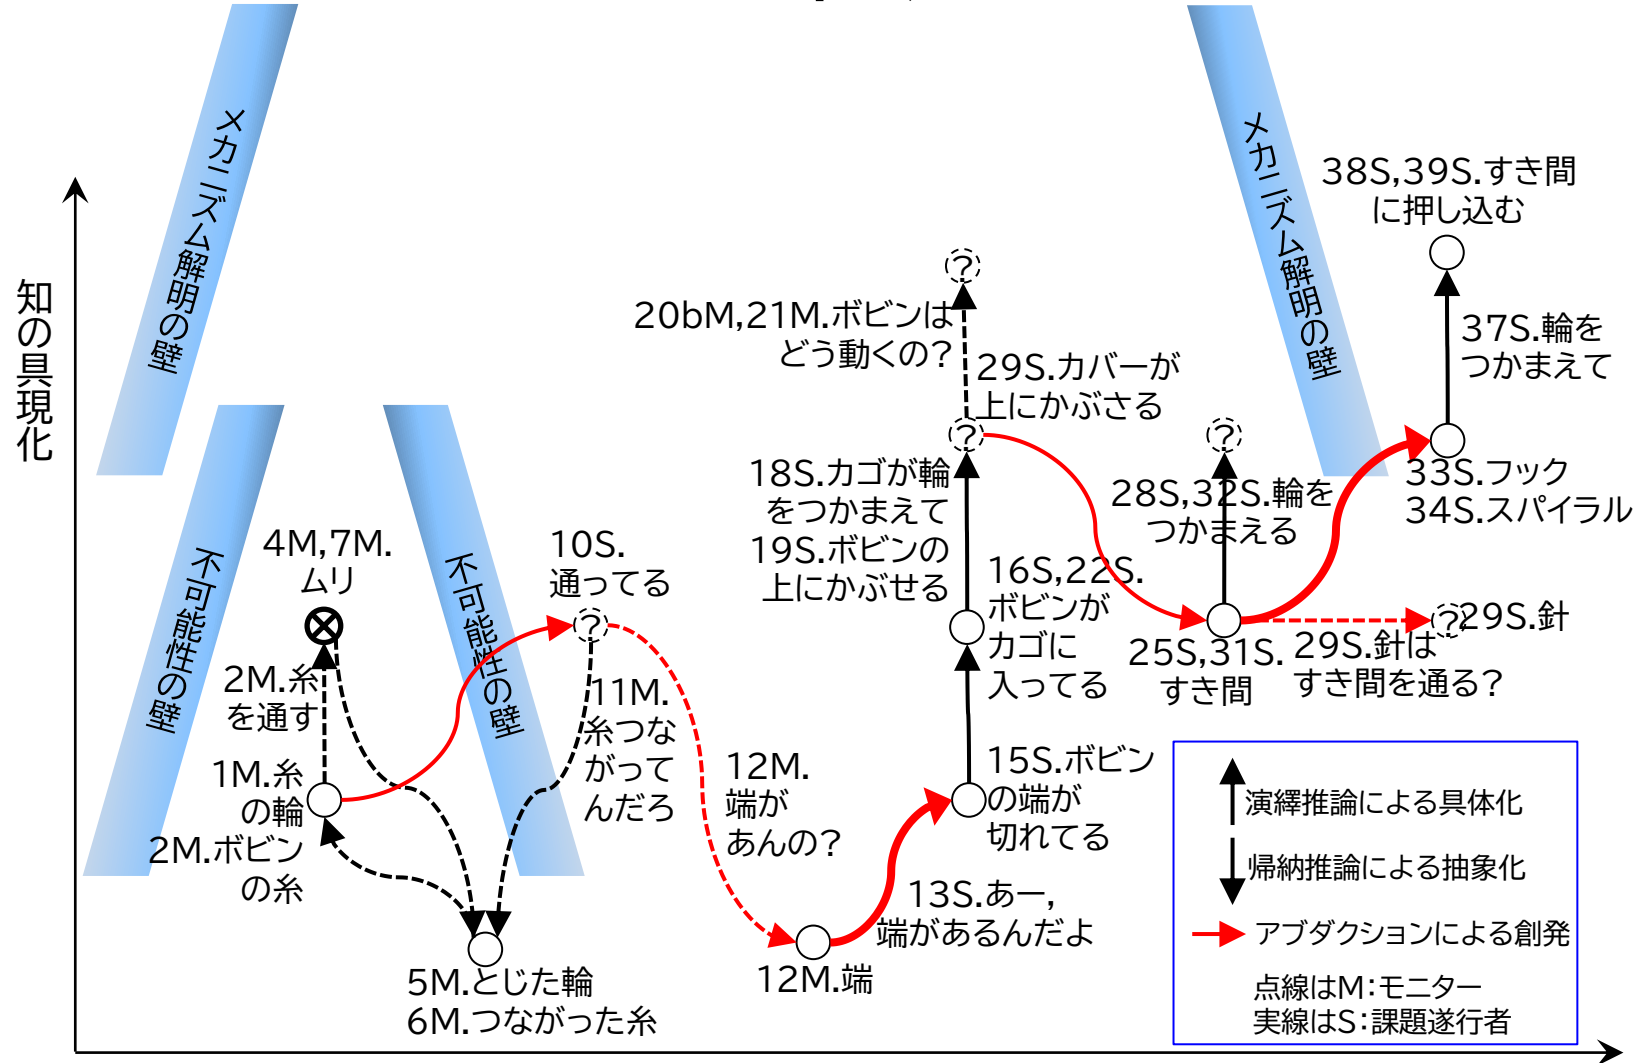 メカニズム解明の壁
メカニズム解明の壁
38S,39S.すき間
に押し込む
知の具現化
?
20bM,21M.ボビンは
どう動くの?
37S.輪を
つかまえて
29S.カバーが
上にかぶさる
?
?
18S.カゴが輪
をつかまえて
19S.ボビンの
上にかぶせる
28S,32S.輪を
つかまえる
33S.フック
34S.スパイラル
不可能性の壁
4M,7M.
ムリ
不可能性の壁
10S.
通ってる
?
16S,22S.
ボビンが
カゴに
入ってる
25S,31S.
すき間
?
29S.針
29S.針は
すき間を通る?
2M.糸
を通す
11M.
糸つな
がって
んだろ
1M.糸
の輪
2M.ボビン
の糸
12M.
端が
あんの?
15S.ボビン
の端が
切れてる
13S.あー,
端があるんだよ
12M.端
5M.とじた輪
6M.つながった糸
演繹推論による具体化
帰納推論による抽象化
アブダクションによる創発
点線はM:モニター
実線はS:課題遂行者